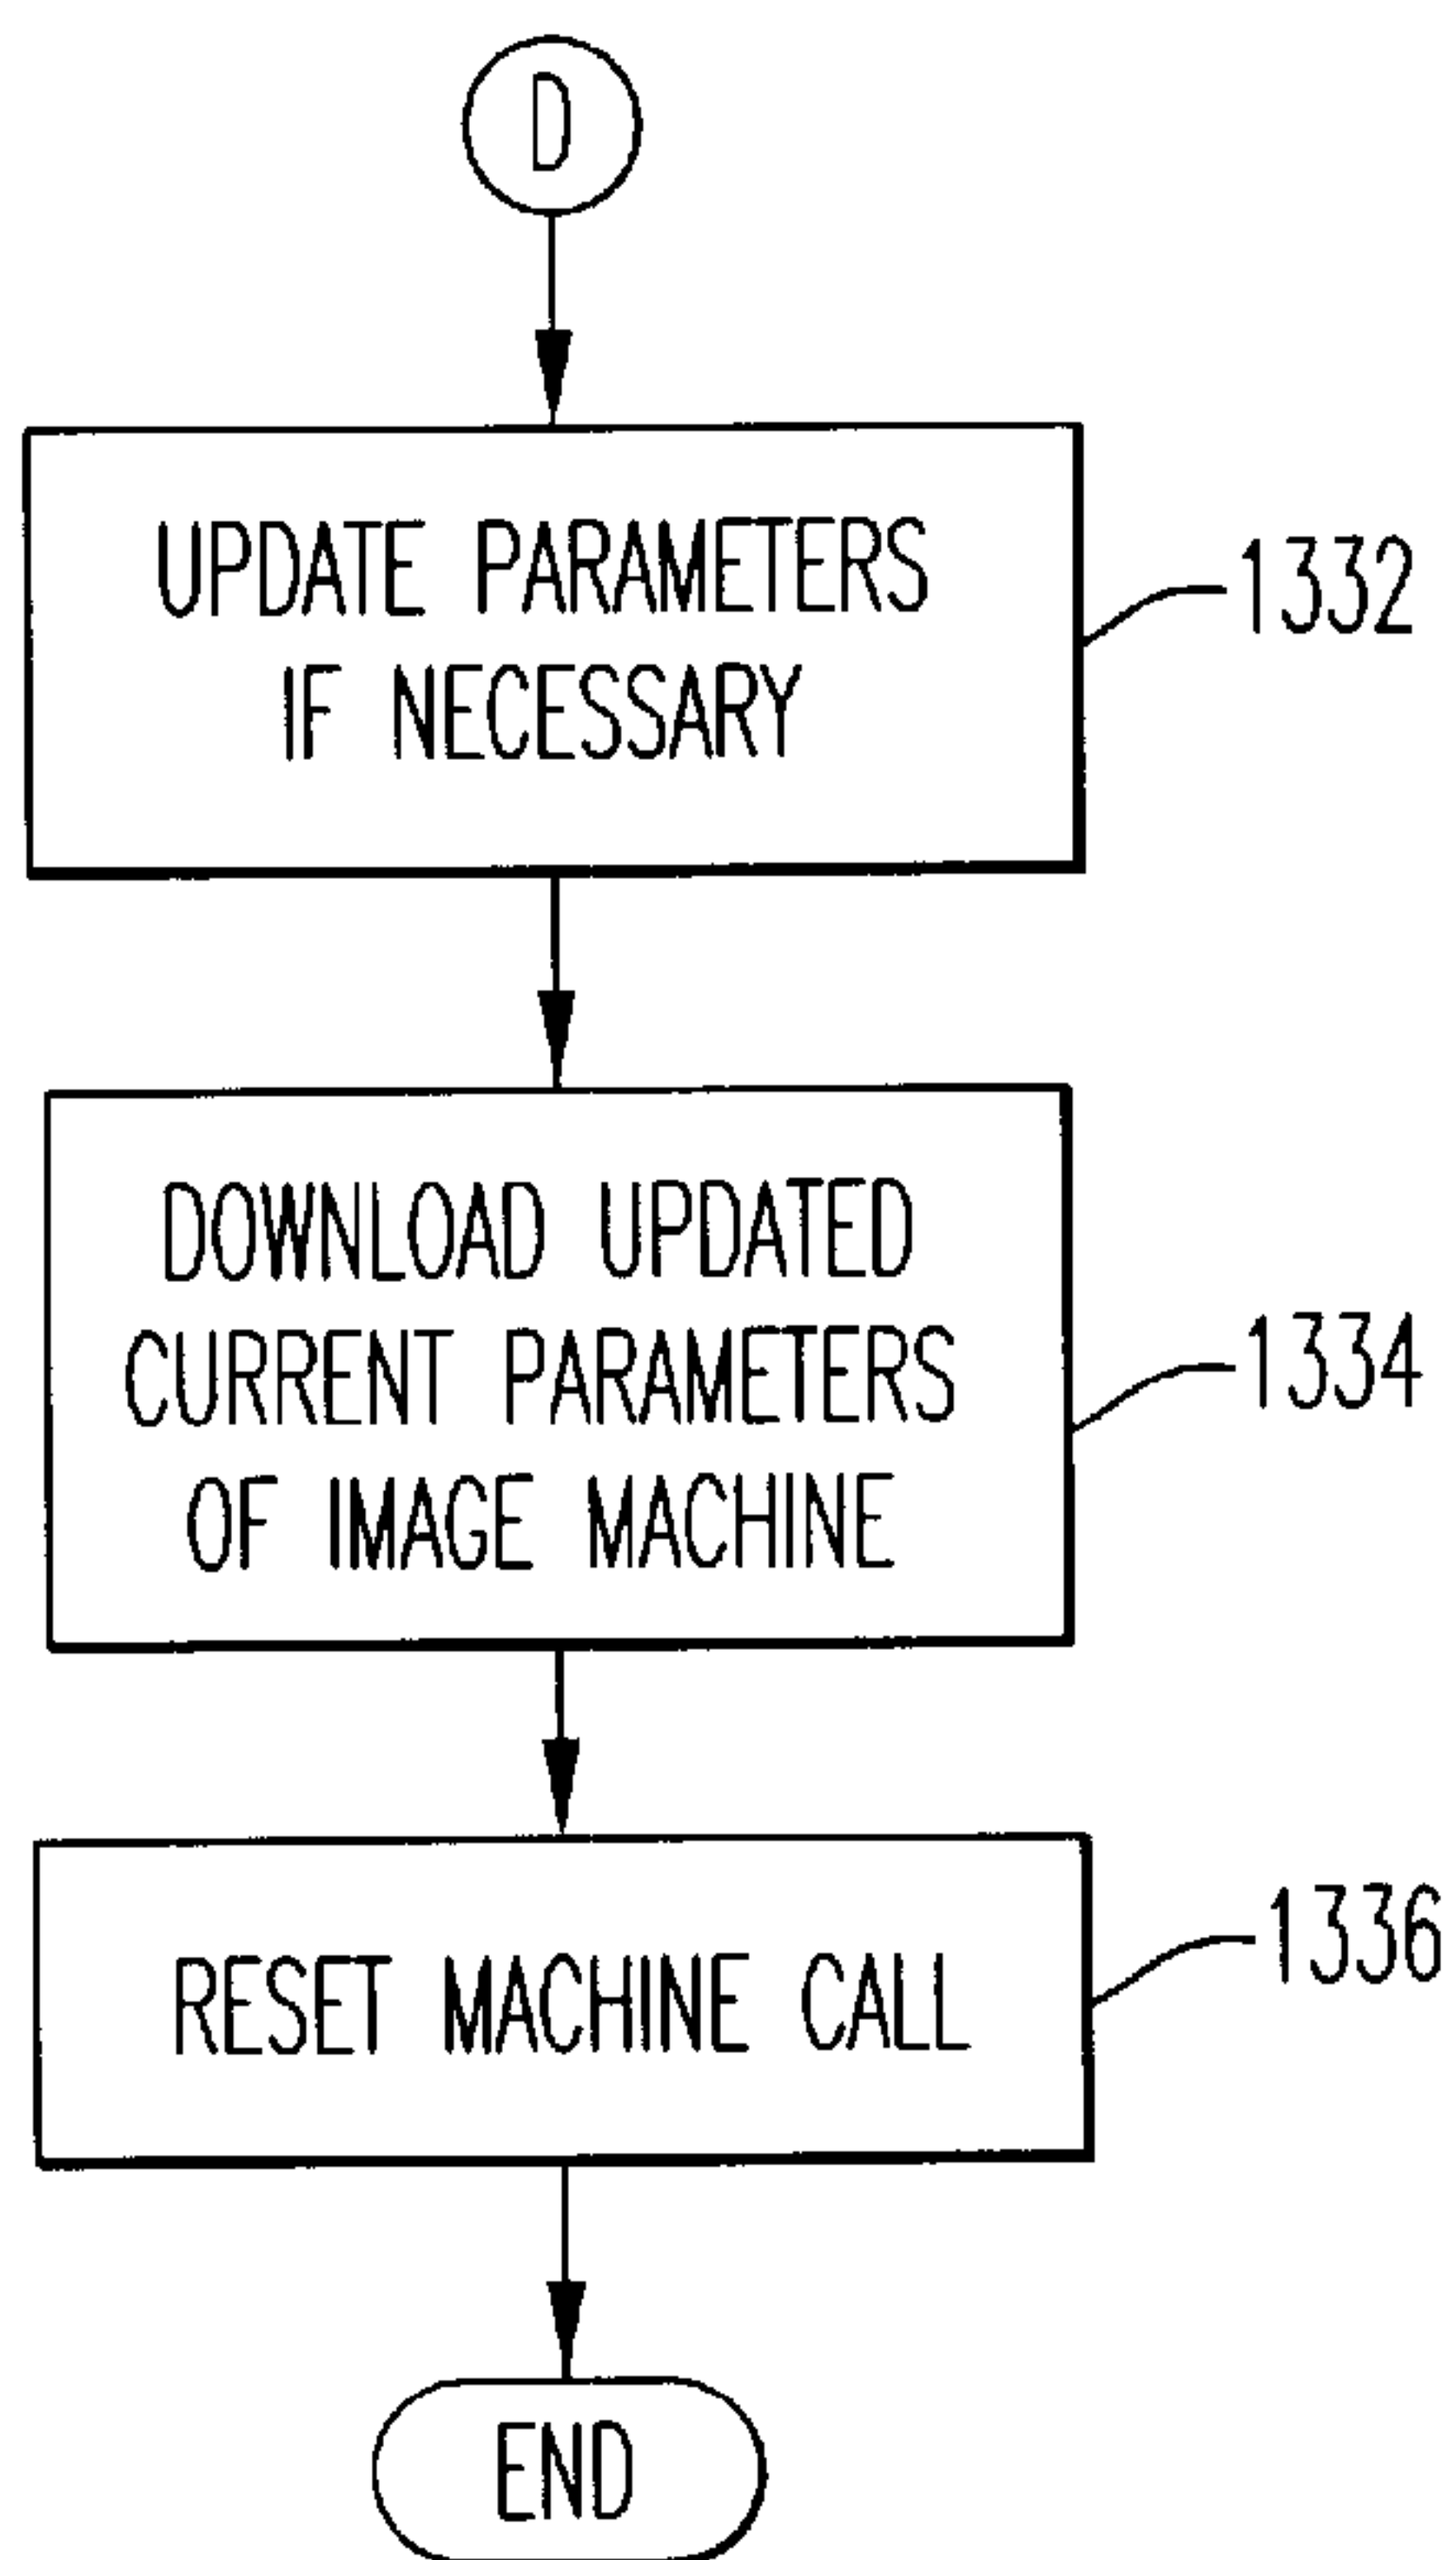 D
UPDATE PARAMETERS
IF NECESSARY
1332
DOWNLOAD UPDATED
CURRENT PARAMETERS
OF IMAGE MACHINE
1334
RESET MACHINE CALL
1336
END